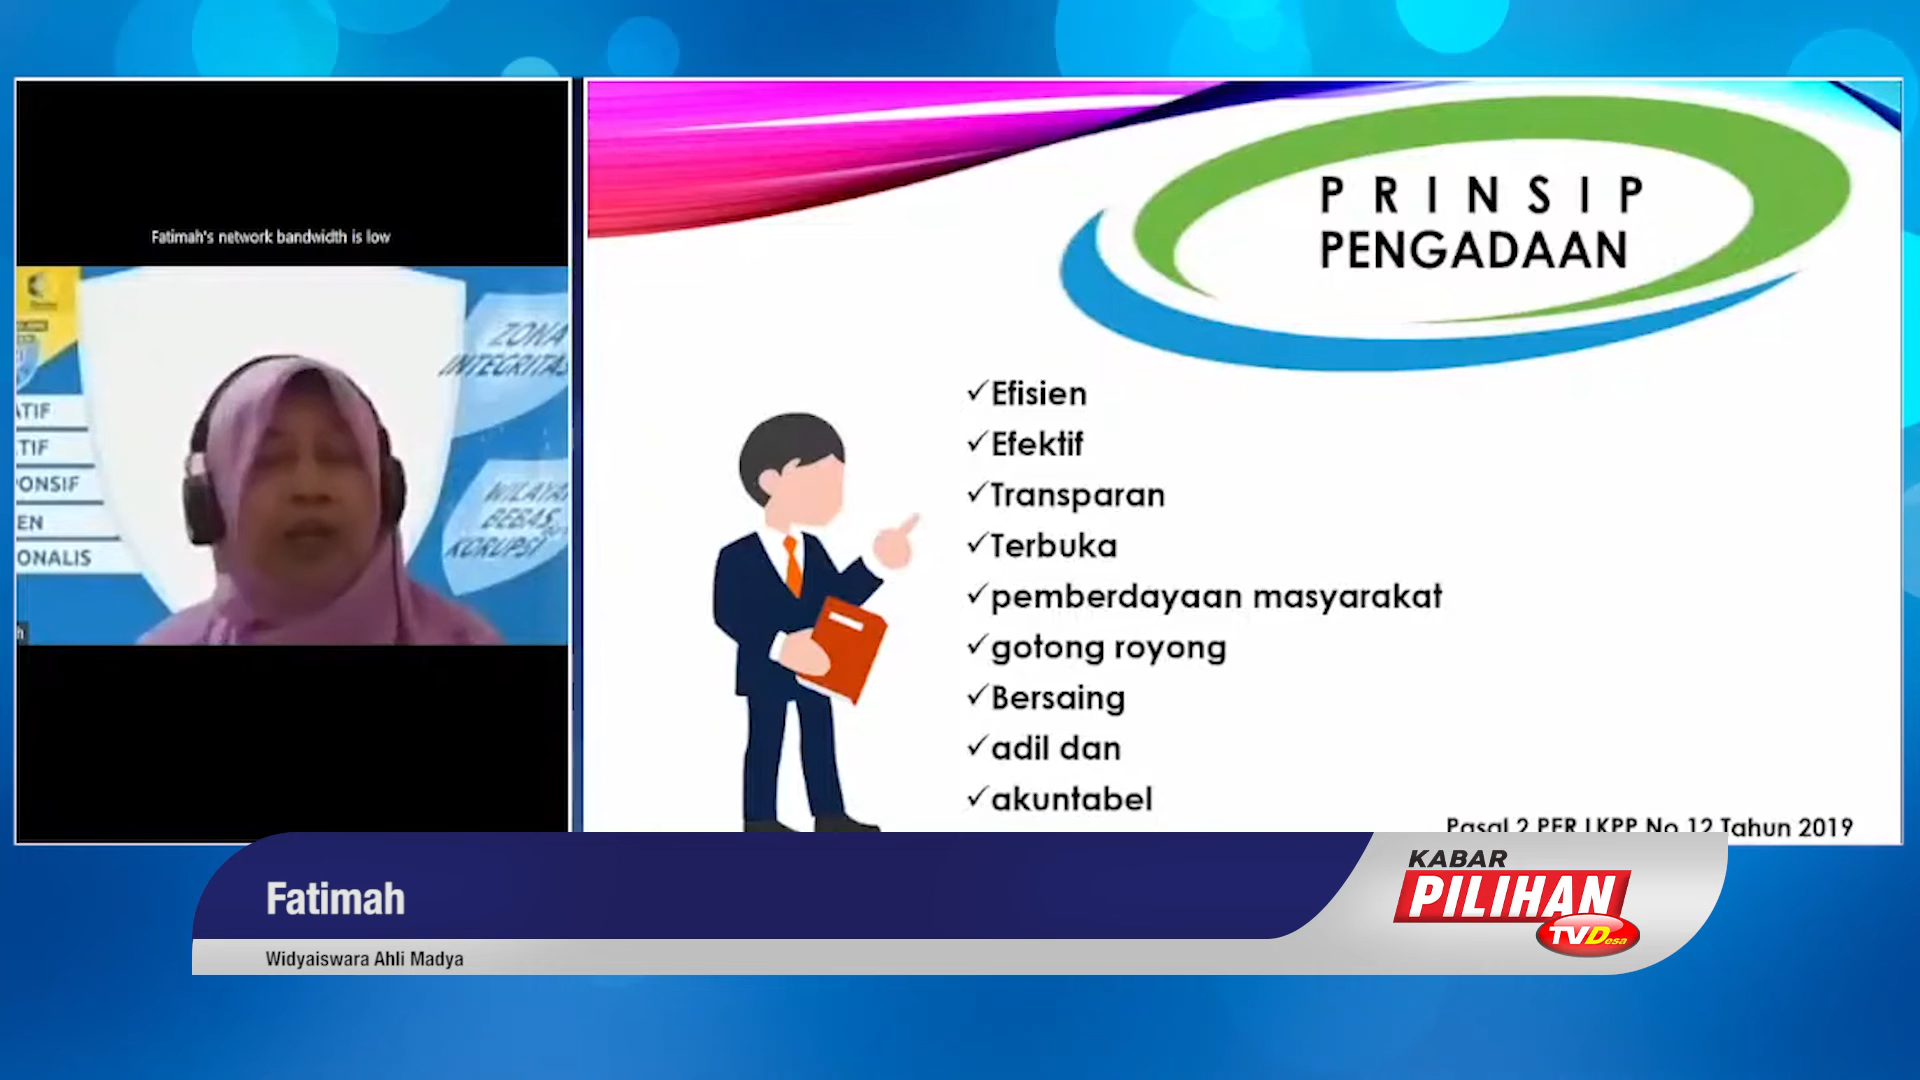 Fatimah's network bandwidth is low
ZONA
INTEGRITAS
ATIF
TIF
ONSIF
EN
ONALIS
WILAYAH
BEBAS
KORUPSI
h
PRINSIP
PENGADAAN
✓Efisien
✓Efektif
✓Transparan
✓Terbuka
✓pemberdayaan masyarakat
✓gotong royong
✓Bersaing
✓adil dan
✓akuntabel
Pasal 2 PER LKPP No 12 Tahun 2019
Fatimah
Widyaiswara Ahli Madya
KABAR
PILIHAN
TVDesa